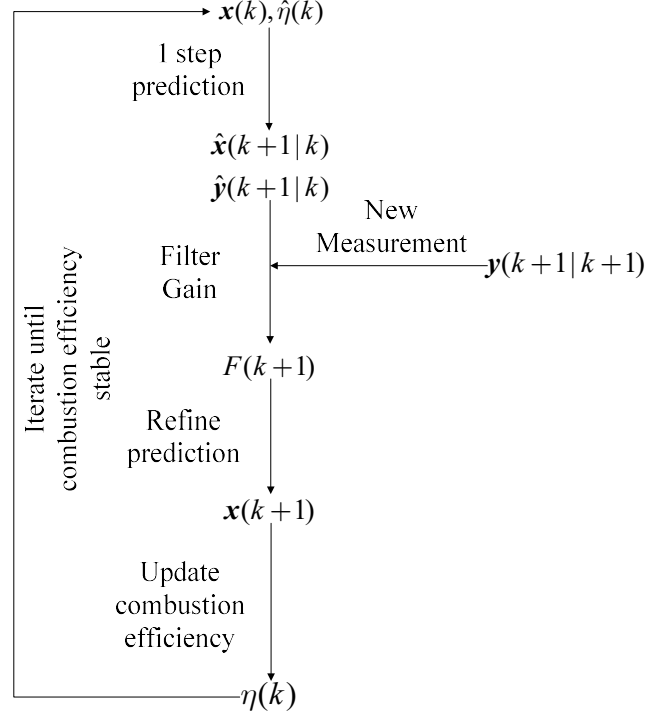 x(k), η̂(k)
1 step
prediction
x̂(k+1|k)
ŷ(k+1|k)
New
Measurement
Filter
Gain
y(k+1|k+1)
F(k+1)
Iterate until
combustion efficiency
stable
Refine
prediction
x(k+1)
Update
combustion
efficiency
η(k)